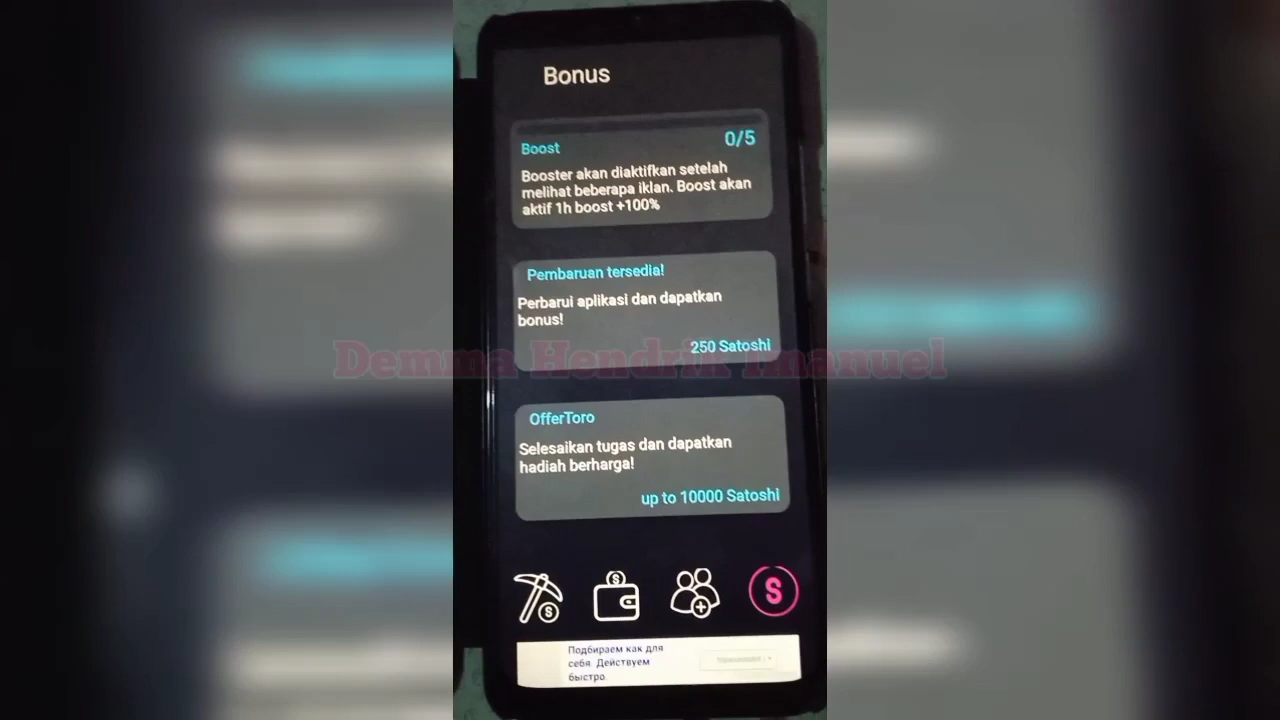 Bonus
Boost
0/5
Booster akan diaktifkan setelah
melihat beberapa iklan. Boost akan
aktif 1h boost +100%
Pembaruan tersedia!
Perbarui aplikasi dan dapatkan
bonus!
250 Satoshi
Demma Hendrik Imanuel
OfferToro
Selesaikan tugas dan dapatkan
hadiah berharga!
up to 10000 Satoshi
Подбираем как для
себя. Действуем
быстро.